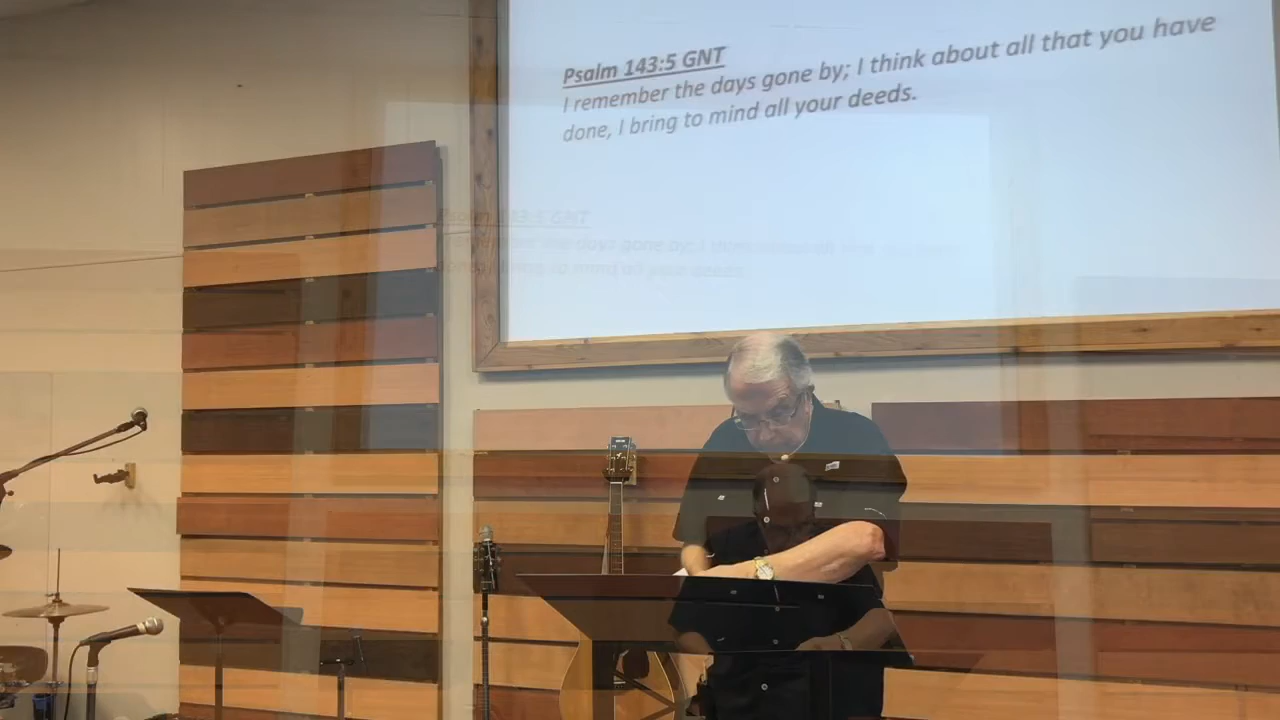 Psalm 143:5 GNT
I remember the days gone by; I think about all that you have
done, I bring to mind all your deeds.